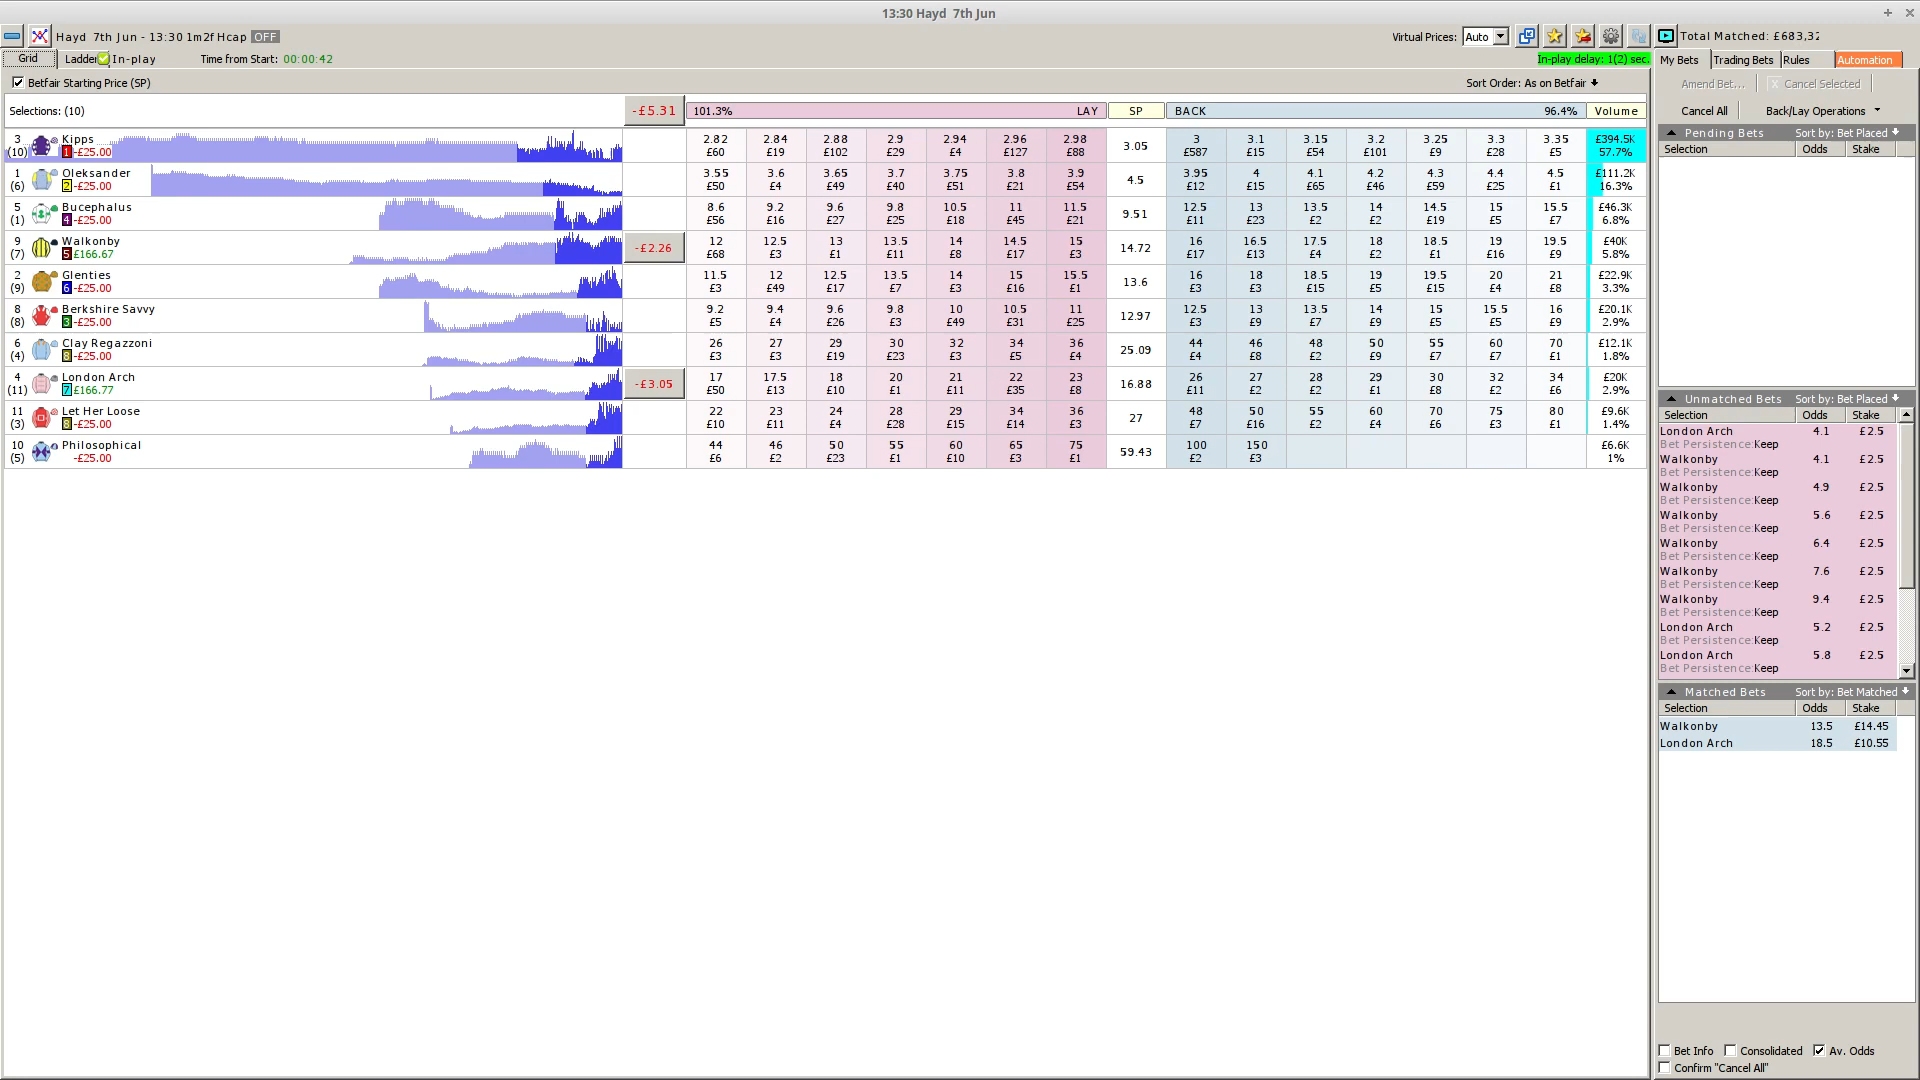 13:30 Hayd 7th Jun
Hayd 7th Jun - 13:30 1m2f Hcap OFF
Virtual Prices: Auto
Total Matched: £683,32
Grid Ladder In-play Time from Start: 00:00:42 In-play delay: 1(2) sec.
My Bets Trading Bets Rules Automation
Betfair Starting Price (SP) Sort Order: As on Betfair
Amend Bet... X Cancel Selected
Cancel All Back/Lay Operations
Selections: (10) -£5.31 101.3% LAY SP BACK 96.4% Volume
3 Kipps 2.82 2.84 2.88 2.9 2.94 2.96 2.98 3.05 3 3.1 3.15 3.2 3.25 3.3 3.35 £394.5K
(10) 1 -£25.00 £60 £19 £102 £29 £4 £127 £88 £587 £15 £54 £101 £9 £28 £5 57.7%
1 Oleksander 3.55 3.6 3.65 3.7 3.75 3.8 3.9 4.5 3.95 4 4.1 4.2 4.3 4.4 4.5 £111.2K
(6) 2 -£25.00 £50 £4 £49 £40 £51 £21 £54 £12 £15 £65 £46 £59 £25 £1 16.3%
5 Bucephalus 8.6 9.2 9.6 9.8 10.5 11 11.5 9.51 12.5 13 13.5 14 14.5 15 15.5 £46.3K
(1) 4 -£25.00 £56 £16 £27 £25 £18 £45 £21 £11 £23 £2 £2 £19 £5 £7 6.8%
9 Walkonby -£2.26 12 12.5 13 13.5 14 14.5 15 14.72 16 16.5 17.5 18 18.5 19 19.5 £40K
(7) 5 £166.67 £68 £3 £1 £11 £8 £17 £3 £17 £13 £4 £2 £1 £16 £9 5.8%
2 Glenties 11.5 12 12.5 13.5 14 15 15.5 13.6 16 18 18.5 19 19.5 20 21 £22.9K
(9) 6 -£25.00 £3 £49 £17 £7 £3 £16 £1 £3 £3 £15 £5 £15 £4 £8 3.3%
8 Berkshire Savvy 9.2 9.4 9.6 9.8 10 10.5 11 12.97 12.5 13 13.5 14 15 15.5 16 £20.1K
(8) 3 -£25.00 £5 £4 £26 £3 £49 £31 £25 £3 £9 £7 £9 £5 £5 £9 2.9%
6 Clay Regazzoni 26 27 29 30 32 34 36 25.09 44 46 48 50 55 60 70 £12.1K
(4) 8 -£25.00 £3 £3 £19 £23 £3 £5 £4 £4 £8 £2 £9 £7 £7 £1 1.8%
4 London Arch -£3.05 17 17.5 18 20 21 22 23 16.88 26 27 28 29 30 32 34 £20K
(11) 7 £166.77 £50 £13 £10 £1 £11 £35 £8 £11 £2 £2 £1 £8 £2 £6 2.9%
11 Let Her Loose 22 23 24 28 29 34 36 27 48 50 55 60 70 75 80 £9.6K
(3) 8 -£25.00 £10 £11 £4 £28 £15 £14 £3 £7 £16 £2 £4 £6 £3 £1 1.4%
10 Philosophical 44 46 50 55 60 65 75 59.43 100 150 £6.6K
(5) -£25.00 £6 £2 £23 £1 £10 £3 £1 £2 £3 1%
Pending Bets Sort by: Bet Placed
Selection Odds Stake
Unmatched Bets Sort by: Bet Placed
Selection Odds Stake
London Arch 4.1 £2.5
Bet Persistence:Keep
Walkonby 4.1 £2.5
Bet Persistence:Keep
Walkonby 4.9 £2.5
Bet Persistence:Keep
Walkonby 5.6 £2.5
Bet Persistence:Keep
Walkonby 6.4 £2.5
Bet Persistence:Keep
Walkonby 7.6 £2.5
Bet Persistence:Keep
Walkonby 9.4 £2.5
Bet Persistence:Keep
London Arch 5.2 £2.5
Bet Persistence:Keep
London Arch 5.8 £2.5
Bet Persistence:Keep
Matched Bets Sort by: Bet Matched
Selection Odds Stake
Walkonby 13.5 £14.45
London Arch 18.5 £10.55
Bet Info Consolidated Av. Odds
Confirm "Cancel All"